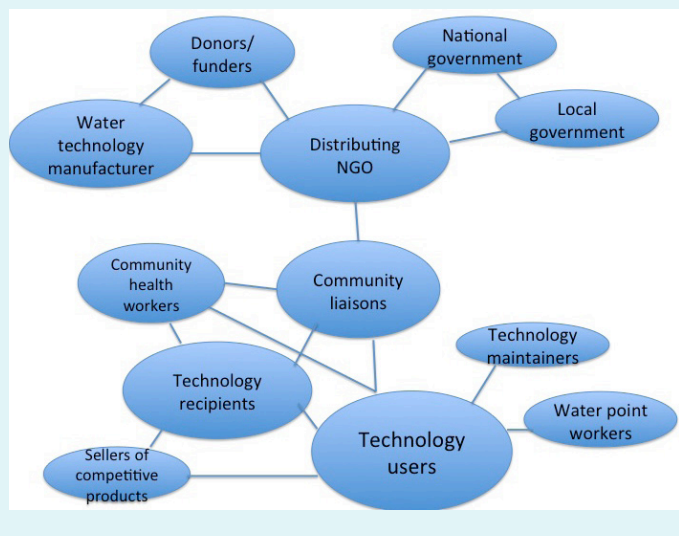 Donors/
funders
National
government
Water
technology
manufacturer
Distributing
NGO
Local
government
Community
health
workers
Community
liaisons
Technology
maintainers
Technology
recipients
Water point
workers
Technology
users
Sellers of
competitive
products